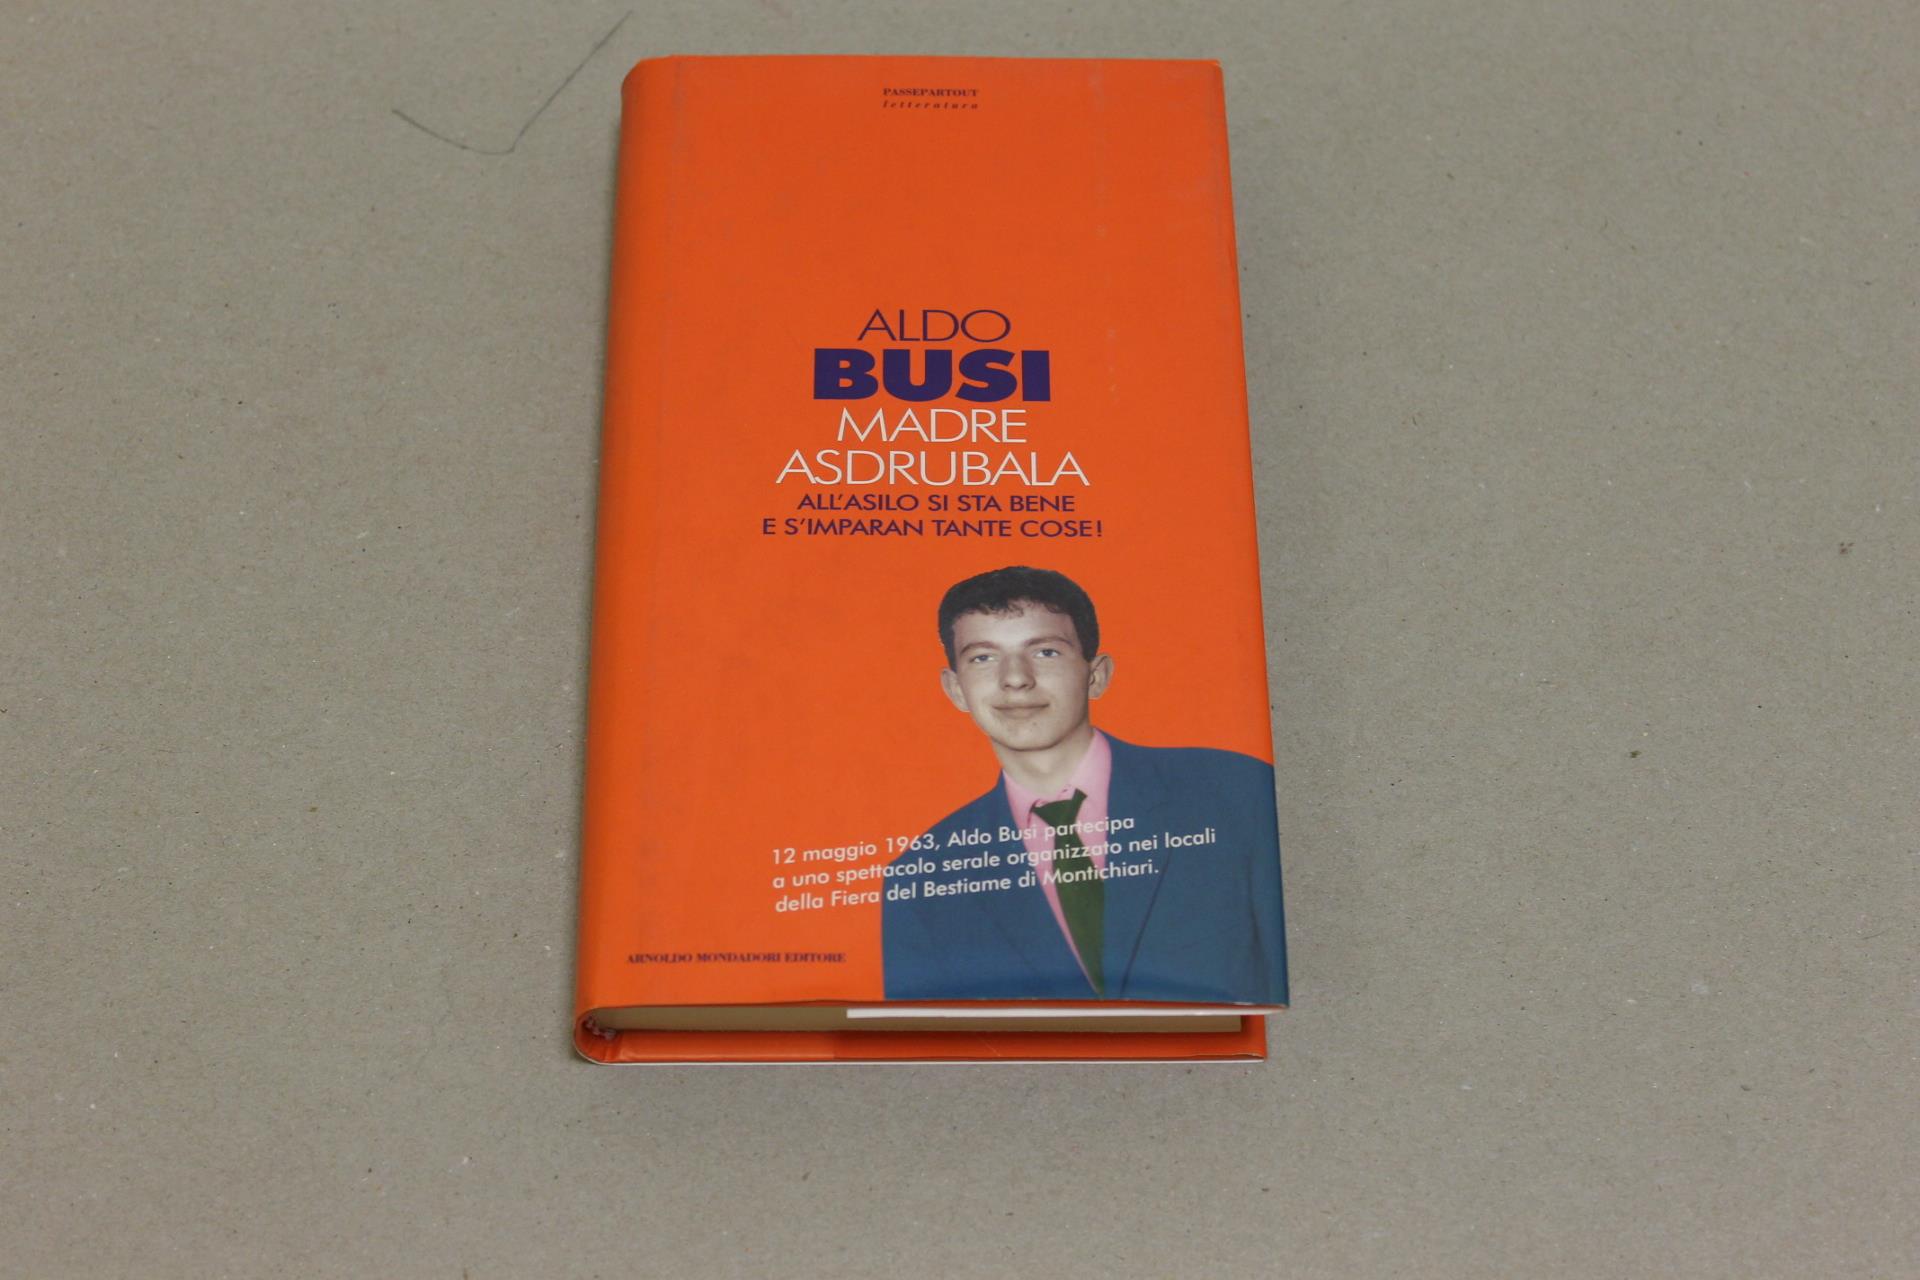 PASSEPARTOUT
letteratura
ALDO
BUSI
MADRE
ASDRUBALA
ALL'ASILO SI STA BENE
E S'IMPARAN TANTE COSE!
12 maggio 1963, Aldo Busi partecipa
a uno spettacolo serale organizzato nei locali
della Fiera del Bestiame di Montichiari.
ARNOLDO MONDADORI EDITORE